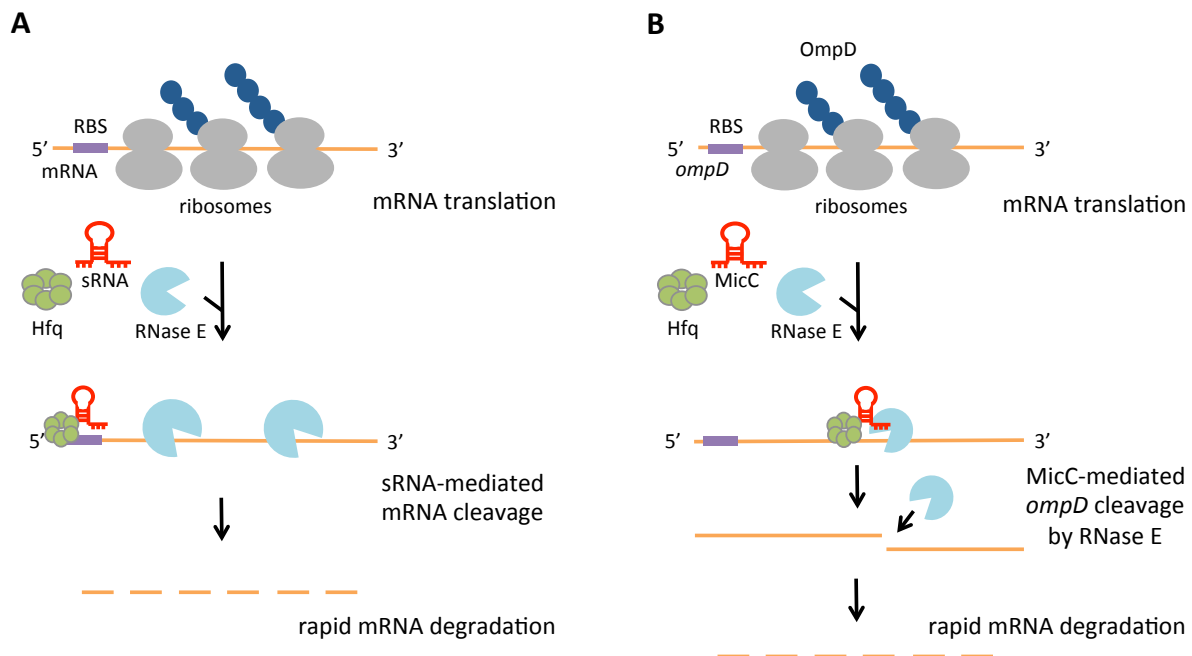 A
RBS
5’
3’
mRNA
ribosomes
mRNA translation
sRNA
Hfq
RNase E
5’
3’
sRNA-mediated
mRNA cleavage
rapid mRNA degradation
B
OmpD
RBS
5’
3’
ompD
ribosomes
mRNA translation
MicC
Hfq
RNase E
5’
3’
MicC-mediated
ompD cleavage
by RNase E
rapid mRNA degradation